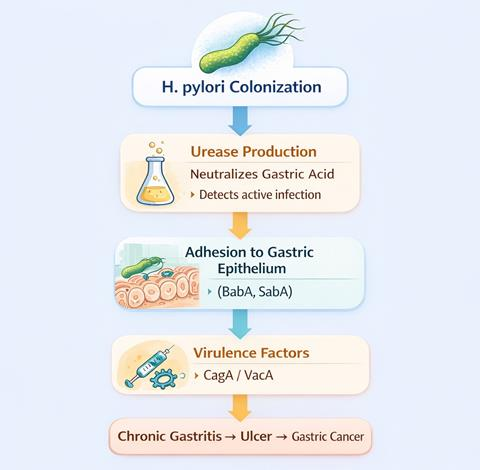 H. pylori Colonization
Urease Production
Neutralizes Gastric Acid
‣ Detects active infection
Adhesion to Gastric
Epithelium
‣ (BabA, SabA)
Virulence Factors
‣ CagA / VacA
Chronic Gastritis → Ulcer → Gastric Cancer